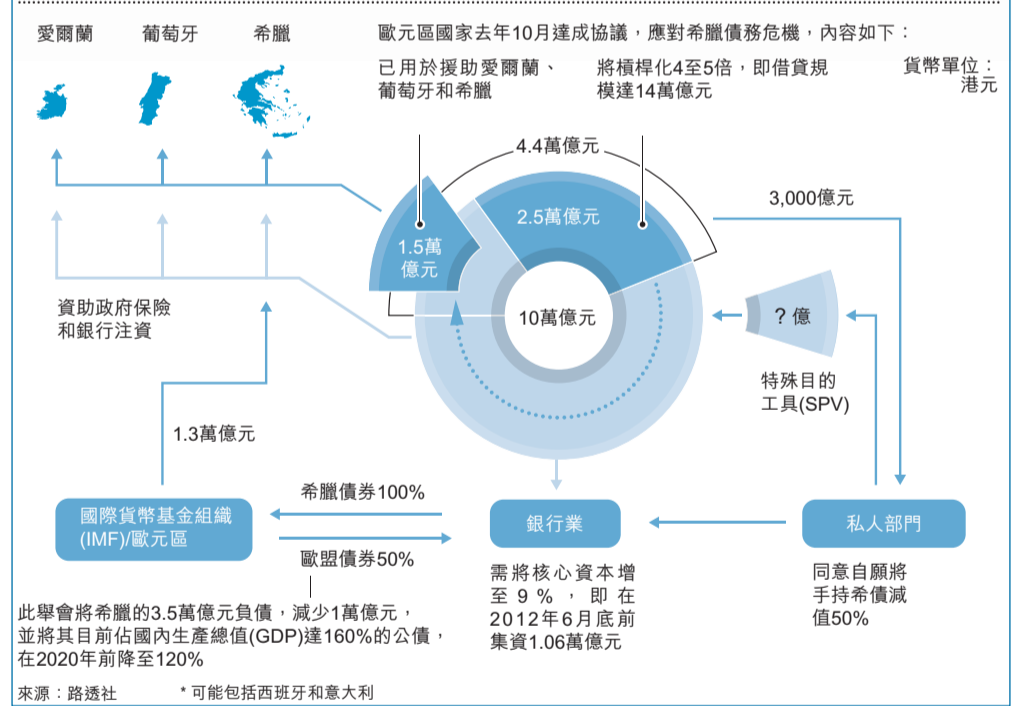 愛爾蘭
葡萄牙
希臘
歐元區國家去年10月達成協議，應對希臘債務危機，內容如下：
已用於援助愛爾蘭、
葡萄牙和希臘
將槓桿化4至5倍，即借貸規
模達14萬億元
貨幣單位：
港元
4.4萬億元
2.5萬億元
1.5萬
億元
10萬億元
3,000億元
? 億
特殊目的
工具(SPV)
資助政府保險
和銀行注資
1.3萬億元
國際貨幣基金組織
(IMF)/歐元區
希臘債券100%
歐盟債券50%
銀行業
私人部門
需將核心資本增
至9%，即在
2012年6月底前
集資1.06萬億元
同意自願將
手持希債減
值50%
此舉會將希臘的3.5萬億元負債，減少1萬億元，
並將其目前佔國內生產總值(GDP)達160%的公債，
在2020年前降至120%
來源：路透社
* 可能包括西班牙和意大利